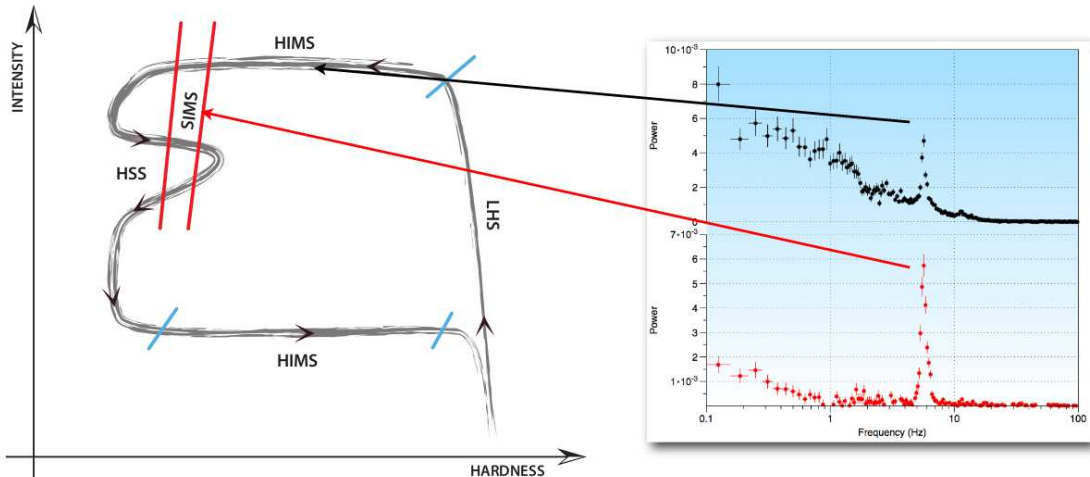 INTENSITY
HIMS
SIMS
HSS
LHS
HIMS
HARDNESS
10·10⁻³
8
6
4
2
0
Power
7·10⁻³
6
5
4
3
2
1·10⁻³
Power
0.1
1
10
100
Frequency (Hz)